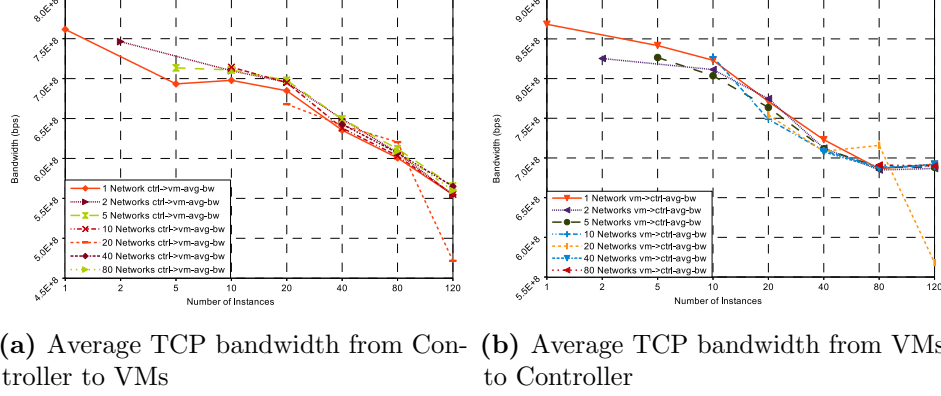 8.0E+8
7.5E+8
7.0E+8
6.5E+8
6.0E+8
5.5E+8
5.0E+8
4.5E+8
Bandwidth (bps)
1 Network ctrl->vm-avg-bw
2 Networks ctrl->vm-avg-bw
5 Networks ctrl->vm-avg-bw
10 Networks ctrl->vm-avg-bw
20 Networks ctrl->vm-avg-bw
40 Networks ctrl->vm-avg-bw
80 Networks ctrl->vm-avg-bw
1 2 5 10 20 40 80 120
Number of Instances
(a) Average TCP bandwidth from Con-
troller to VMs
9.0E+8
8.5E+8
8.0E+8
7.5E+8
7.0E+8
6.5E+8
6.0E+8
5.5E+8
Bandwidth (bps)
1 Network vm->ctrl-avg-bw
2 Networks vm->ctrl-avg-bw
5 Networks vm->ctrl-avg-bw
10 Networks vm->ctrl-avg-bw
20 Networks vm->ctrl-avg-bw
40 Networks vm->ctrl-avg-bw
80 Networks vm->ctrl-avg-bw
1 2 5 10 20 40 80 120
Number of Instances
(b) Average TCP bandwidth from VMs
to Controller